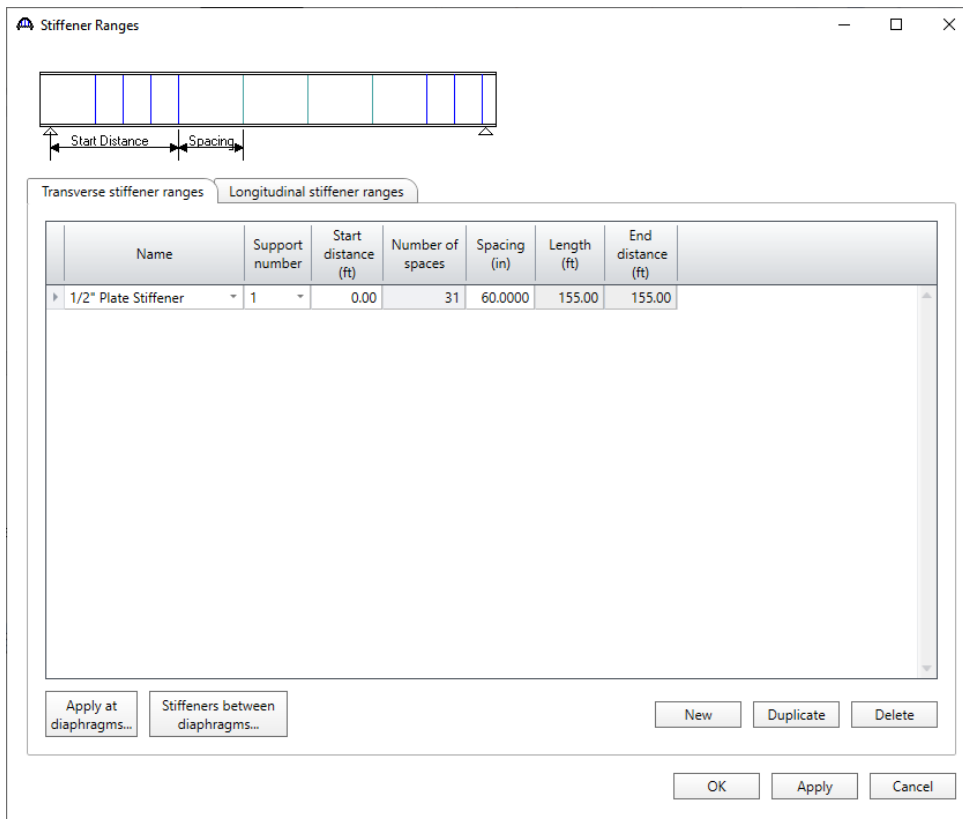 Stiffener Ranges
Start Distance
Spacing
Transverse stiffener ranges
Longitudinal stiffener ranges
Name
Support
number
Start
distance
(ft)
Number of
spaces
Spacing
(in)
Length
(ft)
End
distance
(ft)
1/2" Plate Stiffener 1 0.00 31 60.0000 155.00 155.00
Apply at
diaphragms...
Stiffeners between
diaphragms...
New Duplicate Delete
OK Apply Cancel